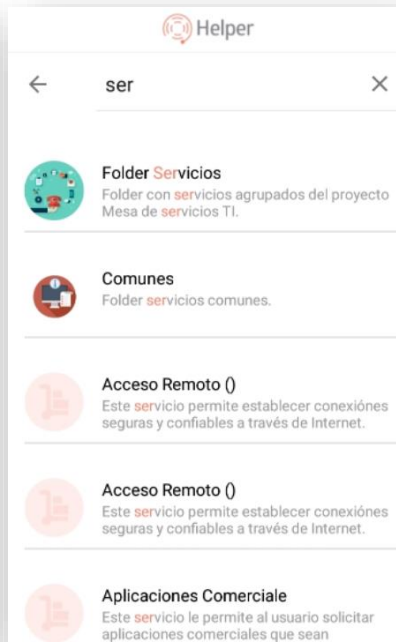 Helper
ser
Folder Servicios
Folder con servicios agrupados del proyecto
Mesa de servicios TI.
Comunes
Folder servicios comunes.
Acceso Remoto ()
Este servicio permite establecer conexiónes
seguras y confiables a través de Internet.
Acceso Remoto ()
Este servicio permite establecer conexiónes
seguras y confiables a través de Internet.
Aplicaciones Comerciale
Este servicio le permite al usuario solicitar
aplicaciones comerciales que sean